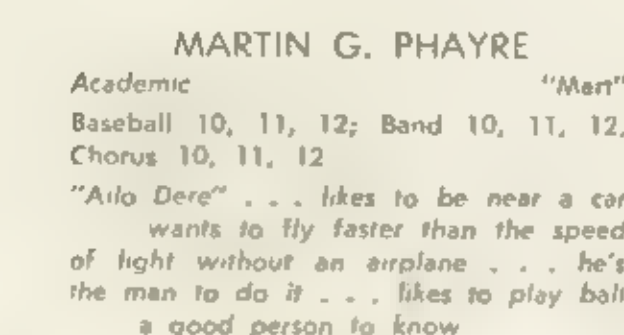 MARTIN G. PHAYRE
Academic "Mart"
Baseball 10, 11, 12; Band 10, 11, 12,
Chorus 10, 11, 12
"Ailo Dere" . . . likes to be near a car
wants to fly faster than the speed
of light without an airplane . . . he's
the man to do it . . . likes to play ball
a good person to know